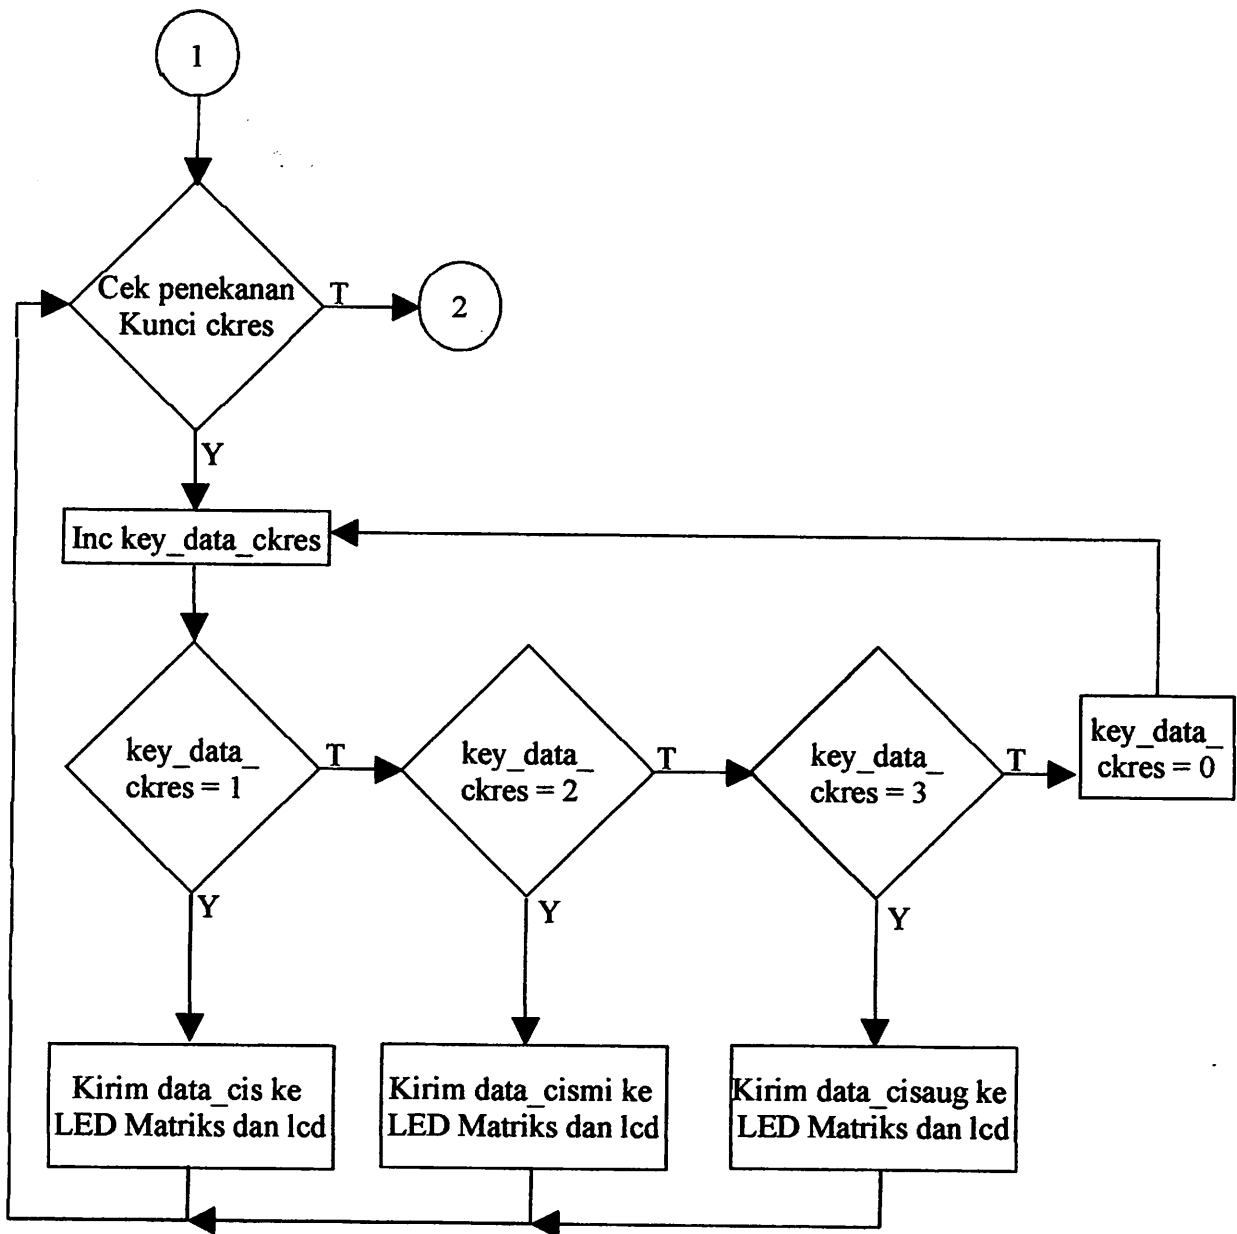 1
Cek penekanan
Kunci ckres
T
2
Y
Inc key_data_ckres
key_data_
ckres = 1
T
key_data_
ckres = 2
T
key_data_
ckres = 3
T
key_data_
ckres = 0
Y
Y
Y
Kirim data_cis ke
LED Matriks dan lcd
Kirim data_cismi ke
LED Matriks dan lcd
Kirim data_cisaug ke
LED Matriks dan lcd